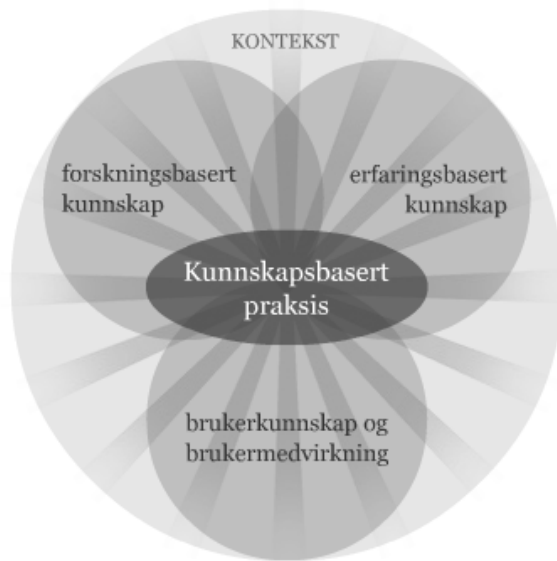 KONTEKST
forskningsbasert
kunnskap
erfaringsbasert
kunnskap
Kunnskapsbasert
praksis
brukerkunnskap og
brukermedvirkning